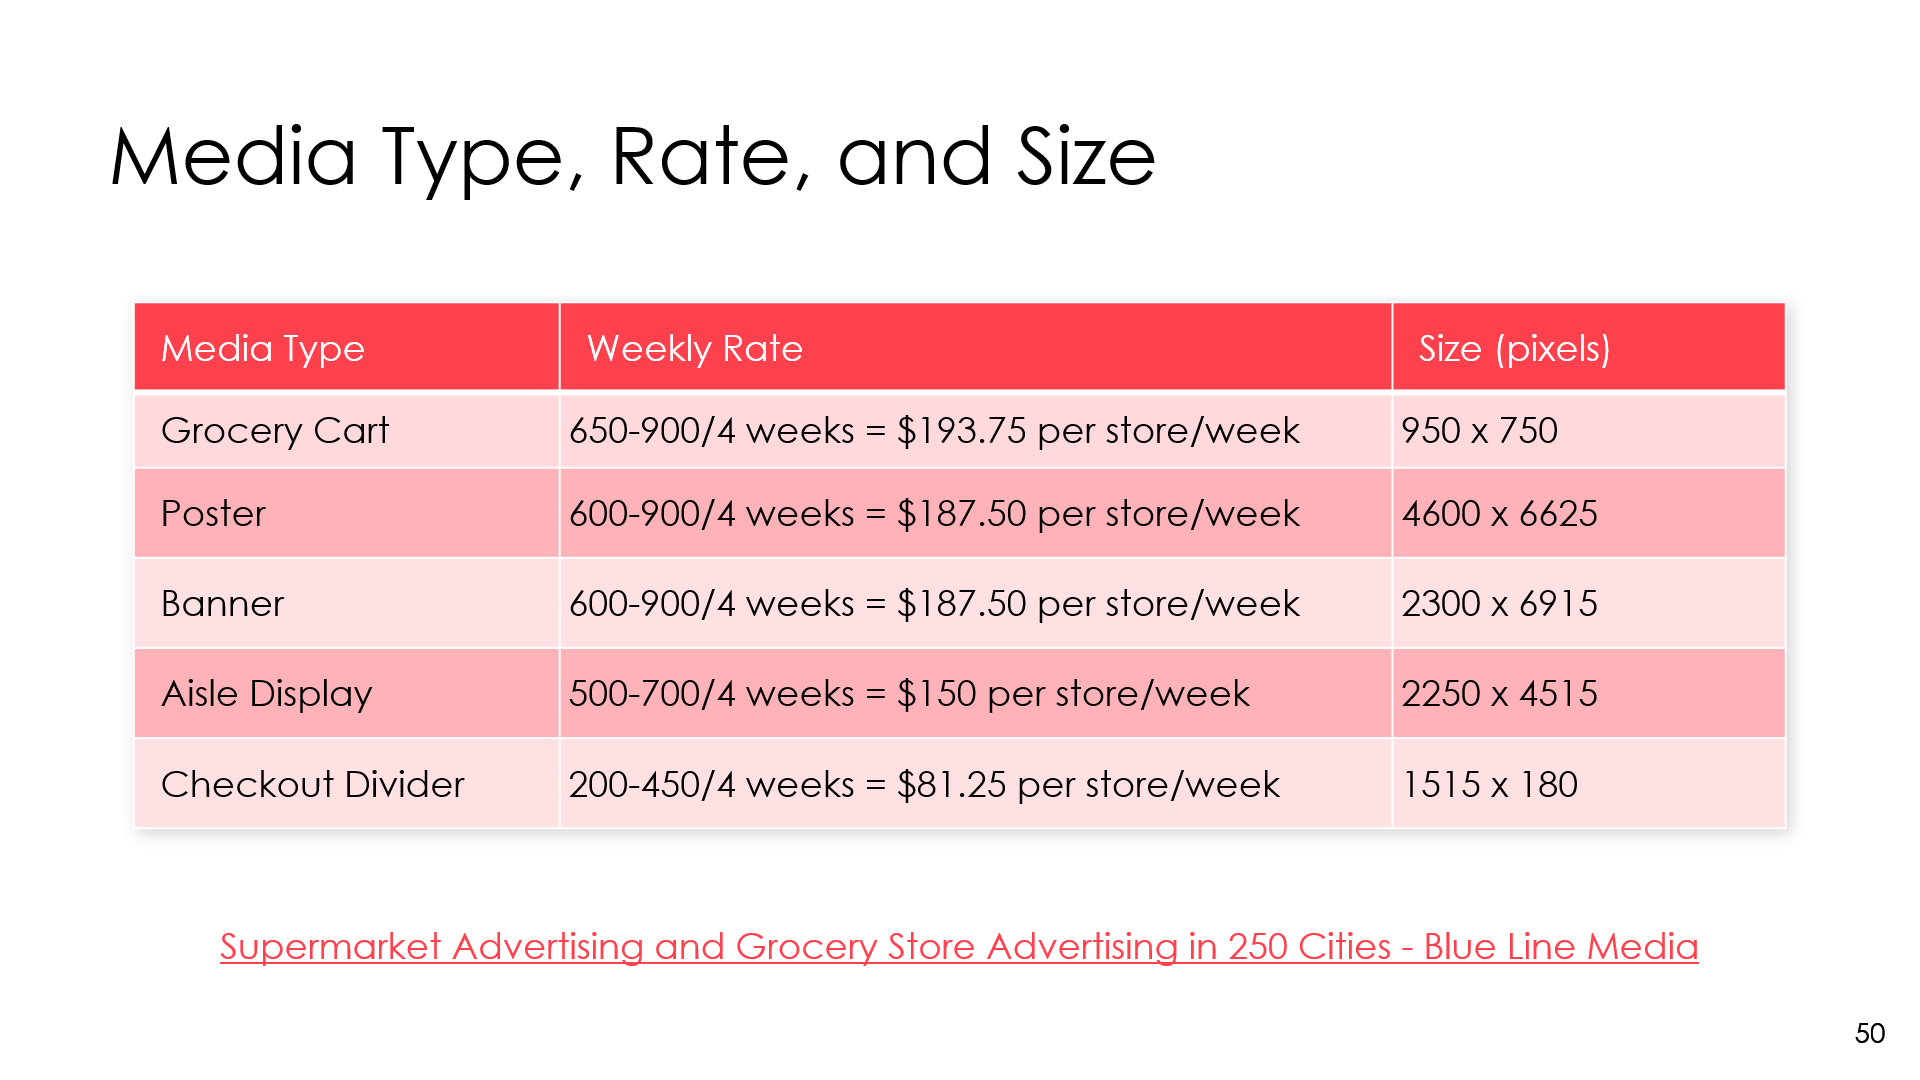 Media Type, Rate, and Size
Media Type Weekly Rate Size (pixels)
Grocery Cart 650-900/4 weeks = $193.75 per store/week 950 x 750
Poster 600-900/4 weeks = $187.50 per store/week 4600 x 6625
Banner 600-900/4 weeks = $187.50 per store/week 2300 x 6915
Aisle Display 500-700/4 weeks = $150 per store/week 2250 x 4515
Checkout Divider 200-450/4 weeks = $81.25 per store/week 1515 x 180
Supermarket Advertising and Grocery Store Advertising in 250 Cities - Blue Line Media
50